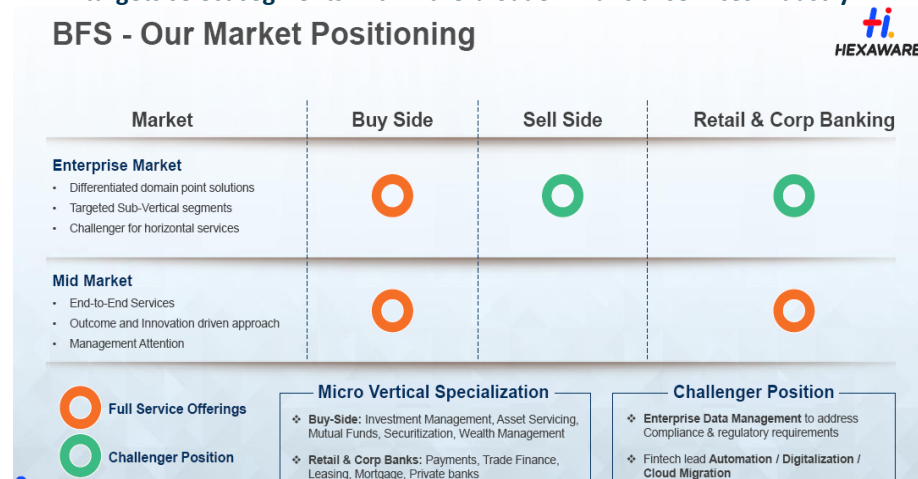 BFS - Our Market Positioning
HEXAWARE
Market
Buy Side
Sell Side
Retail & Corp Banking
Enterprise Market
• Differentiated domain point solutions
• Targeted Sub-Vertical segments
• Challenger for horizontal services
Mid Market
• End-to-End Services
• Outcome and Innovation driven approach
• Management Attention
Full Service Offerings
Challenger Position
Micro Vertical Specialization
❖ Buy-Side: Investment Management, Asset Servicing,
Mutual Funds, Securitization, Wealth Management
❖ Retail & Corp Banks: Payments, Trade Finance,
Leasing, Mortgage, Private banks
Challenger Position
❖ Enterprise Data Management to address
Compliance & regulatory requirements
❖ Fintech lead Automation / Digitalization /
Cloud Migration